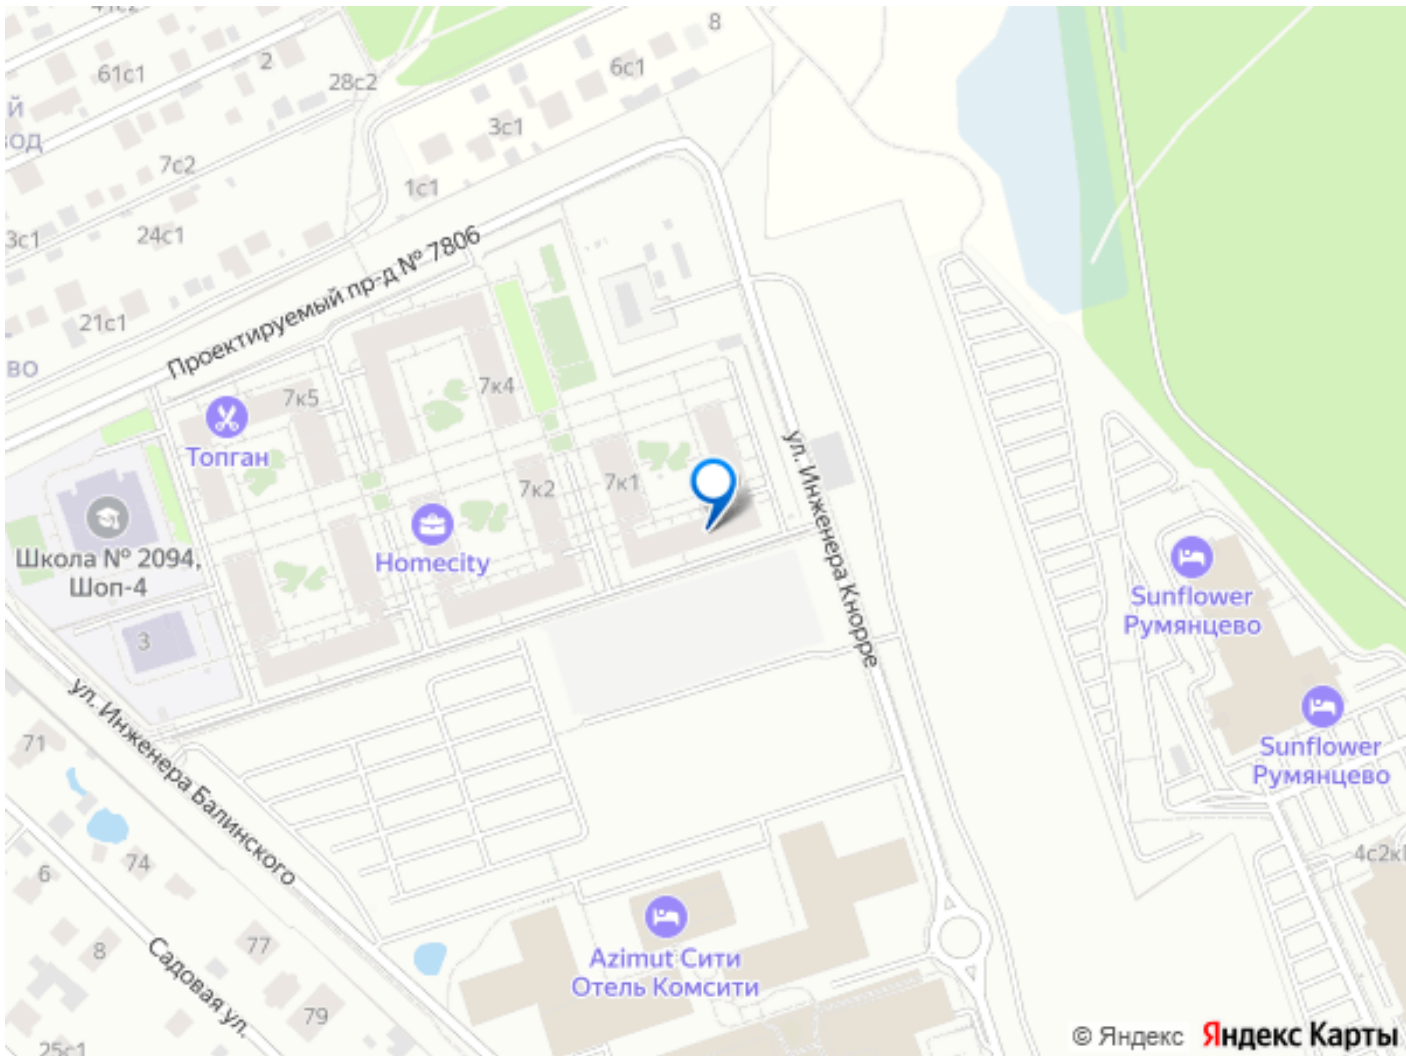 41с2
8
61с1
2
28с2
6с1
й
од
3с1
7с2
1с1
3с1
24с1
Проектируемый пр-д № 7806
21с1
во
7к5
7к4
Топган
ул. Инженера Кнорре
7к1
7к2
Школа № 2094,
Шоп-4
Homecity
Sunflower
Румянцево
3
ул. Инженера Балинского
71
Sunflower
Румянцево
74
6
4с2к
Садовая ул.
77
8
Azimut Сити
Отель Комсити
79
25с1
© Яндекс Яндекс Карты